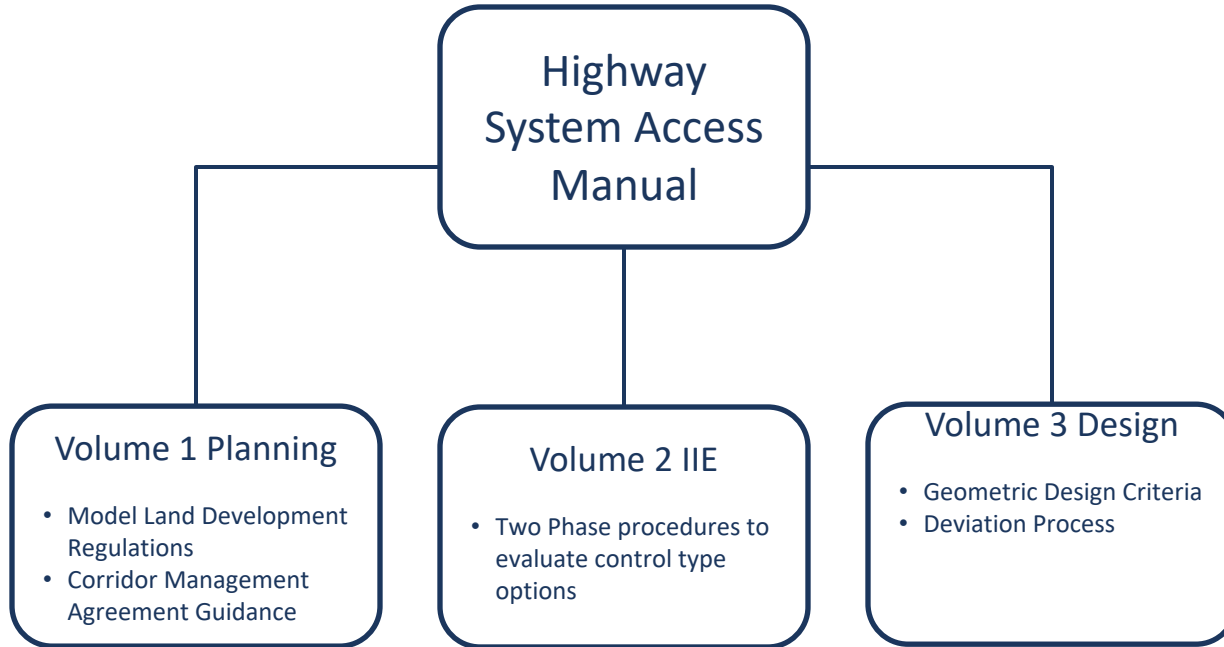 Highway
System Access
Manual
Volume 1 Planning
• Model Land Development
Regulations
• Corridor Management
Agreement Guidance
Volume 2 IIE
• Two Phase procedures to
evaluate control type
options
Volume 3 Design
• Geometric Design Criteria
• Deviation Process